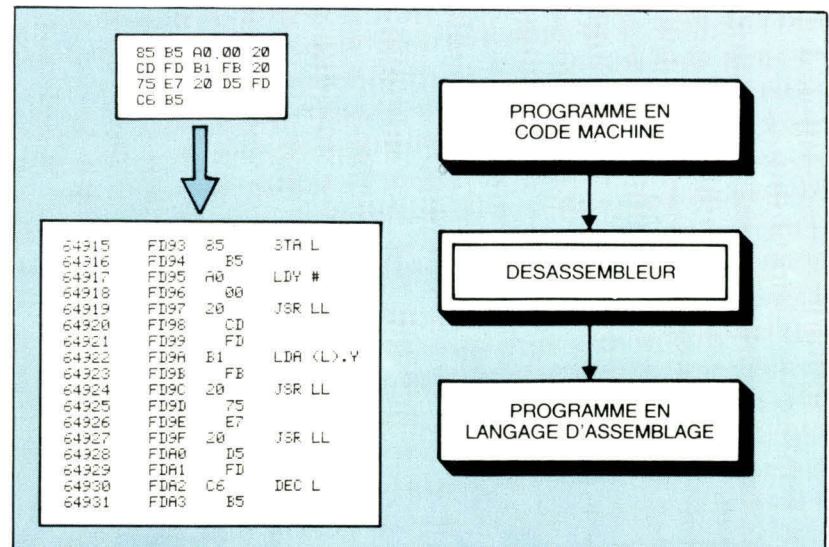 85 B5 A0 00 20
CD FD B1 FB 20
75 E7 20 D5 FD
C6 B5
64915 FD93 85 STA L
64916 FD94 B5
64917 FD95 A0 LDY #
64918 FD96 00
64919 FD97 20 JSR LL
64920 FD98 CD
64921 FD99 FD
64922 FD9A B1 LDA (L),Y
64923 FD9B FB
64924 FD9C 20 JSR LL
64925 FD9D 75
64926 FD9E E7
64927 FD9F 20 JSR LL
64928 FDA0 D5
64929 FDA1 FD
64930 FDA2 C6 DEC L
64931 FDA3 B5
PROGRAMME EN
CODE MACHINE
DESASSEMBLEUR
PROGRAMME EN
LANGAGE D'ASSEMBLAGE